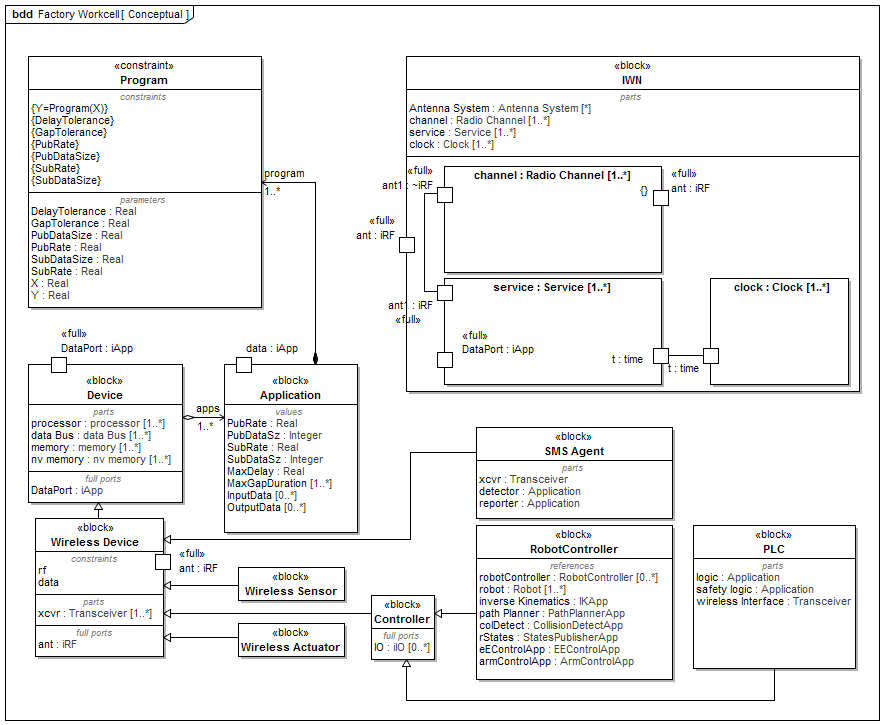 bdd Factory Workcell[ Conceptual ]
«constraint»
Program
constraints
{Y=Program(X)}
{DelayTolerance}
{GapTolerance}
{PubRate}
{PubDataSize}
{SubRate}
{SubDataSize}
parameters
DelayTolerance : Real
GapTolerance : Real
PubDataSize : Real
PubRate : Real
SubDataSize : Real
SubRate : Real
X : Real
Y : Real
program
1..*
«block»
IWN
parts
Antenna System : Antenna System [*]
channel : Radio Channel [1..*]
service : Service [1..*]
clock : Clock [1..*]
«full»
ant1 : ~iRF
channel : Radio Channel [1..*]
{}
«full»
ant : iRF
«full»
ant : iRF
ant1 : iRF
«full»
service : Service [1..*]
«full»
DataPort : iApp
t : time
t : time
clock : Clock [1..*]
«full»
DataPort : iApp
«block»
Device
parts
processor : processor [1..*]
data Bus : data Bus [1..*]
memory : memory [1..*]
nv memory : nv memory [1..*]
full ports
DataPort : iApp
apps
1..*
data : iApp
«block»
Application
values
PubRate : Real
PubDataSz : Integer
SubRate : Real
SubDataSz : Integer
MaxDelay : Real
MaxGapDuration [1..*]
InputData [0..*]
OutputData [0..*]
«block»
SMS Agent
parts
xcvr : Transceiver
detector : Application
reporter : Application
«block»
Wireless Device
constraints
rf
data
parts
xcvr : Transceiver [1..*]
full ports
ant : iRF
«full»
ant : iRF
«block»
Wireless Sensor
«block»
Wireless Actuator
«block»
Controller
full ports
IO : iIO [0..*]
«block»
RobotController
references
robotController : RobotController [0..*]
robot : Robot [1..*]
inverse Kinematics : IKApp
path Planner : PathPlannerApp
colDetect : CollisionDetectApp
rStates : StatesPublisherApp
eEControlApp : EEControlApp
armControlApp : ArmControlApp
«block»
PLC
parts
logic : Application
safety logic : Application
wireless Interface : Transceiver